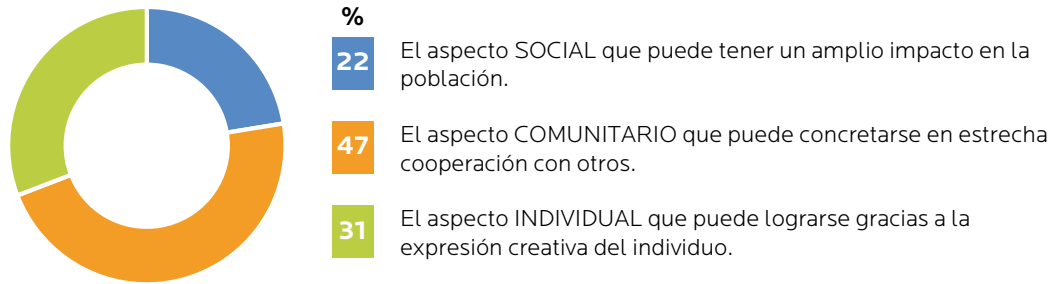 %
22
El aspecto SOCIAL que puede tener un amplio impacto en la
población.
47
El aspecto COMUNITARIO que puede concretarse en estrecha
cooperación con otros.
31
El aspecto INDIVIDUAL que puede lograrse gracias a la
expresión creativa del individuo.